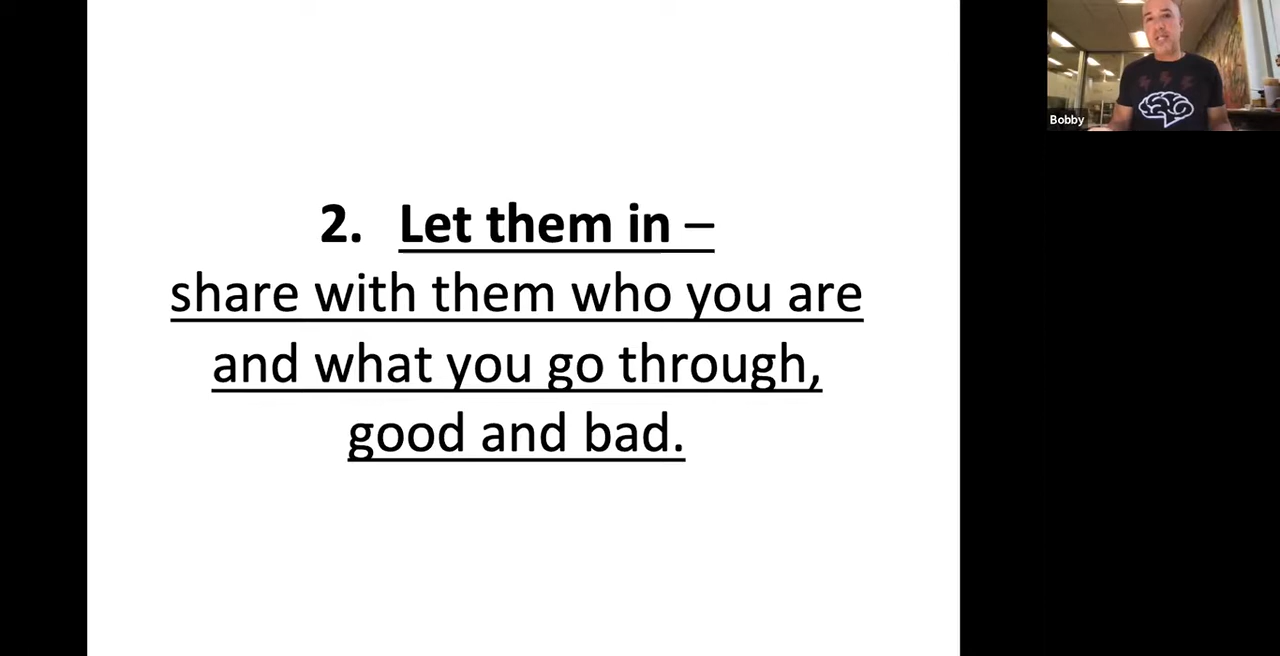 2. Let them in –
share with them who you are
and what you go through,
good and bad.
Bobby